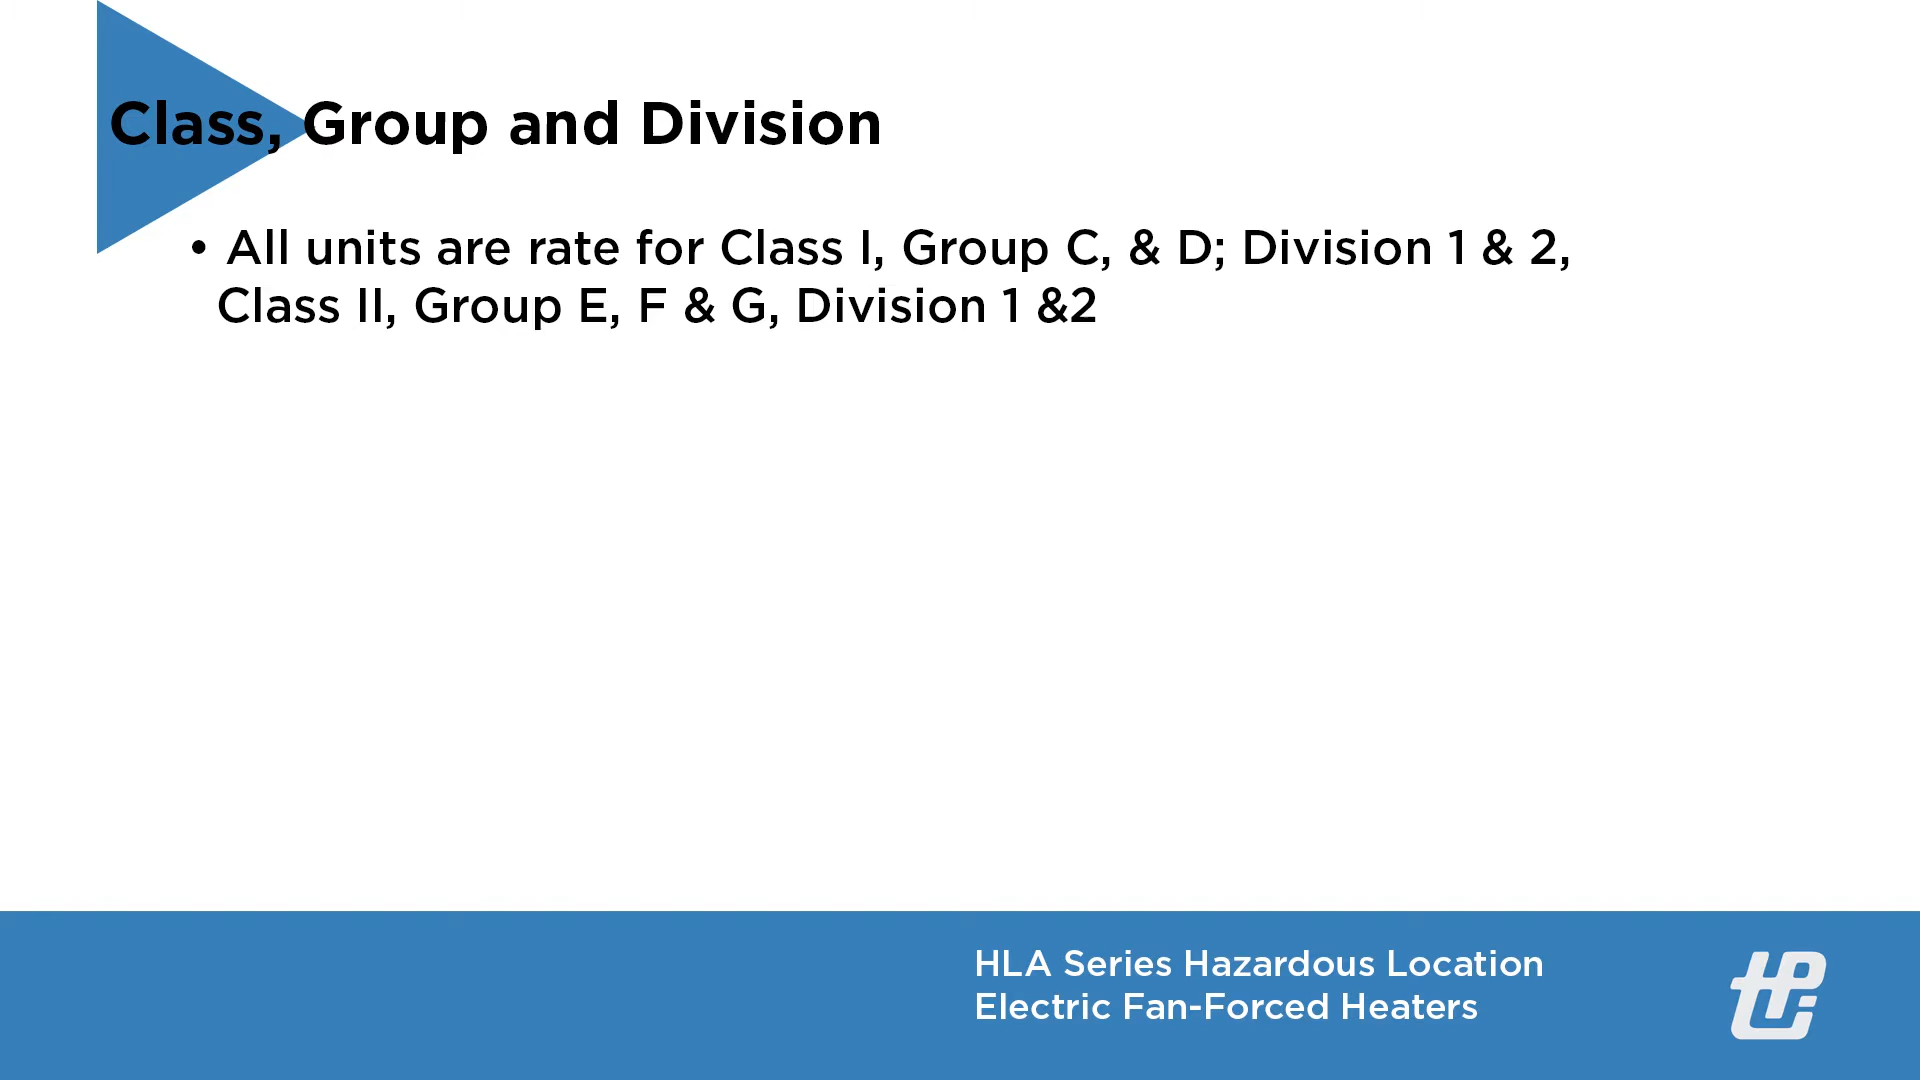 Class, Group and Division
• All units are rate for Class I, Group C, & D; Division 1 & 2,
Class II, Group E, F & G, Division 1 &2
HLA Series Hazardous Location
Electric Fan-Forced Heaters
tpi